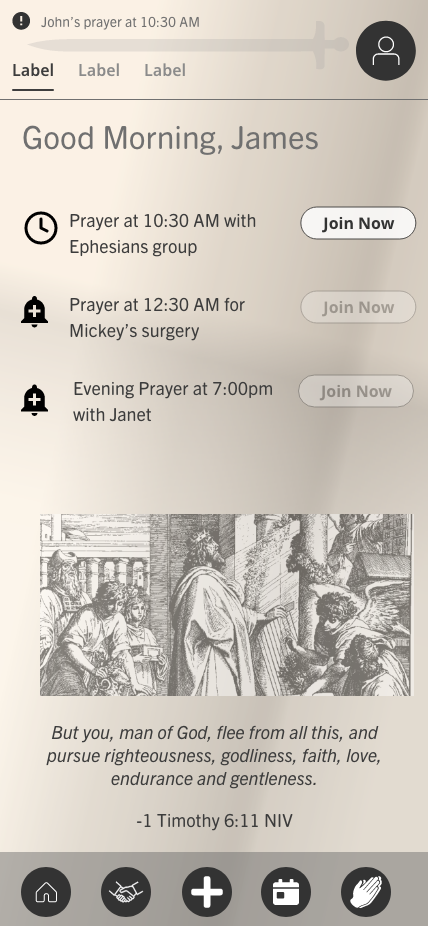 John’s prayer at 10:30 AM
Label Label Label
Good Morning, James
Prayer at 10:30 AM with
Ephesians group
Join Now
Prayer at 12:30 AM for
Mickey’s surgery
Join Now
Evening Prayer at 7:00pm
with Janet
Join Now
But you, man of God, flee from all this, and
pursue righteousness, godliness, faith, love,
endurance and gentleness.
-1 Timothy 6:11 NIV